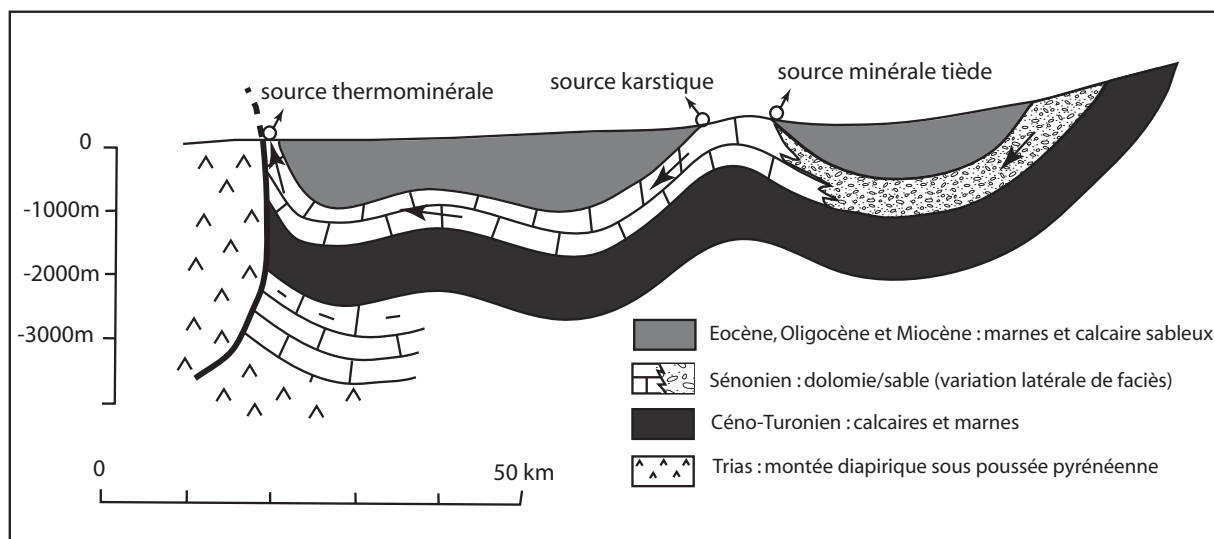 source thermominérale
source karstique
source minérale tiède
0
-1000m
-2000m
-3000m
Eocène, Oligocène et Miocène : marnes et calcaire sableux
Sénonien : dolomie/sable (variation latérale de faciès)
Céno-Turonien : calcaires et marnes
Trias : montée diapirique sous poussée pyrénéenne
0
50 km